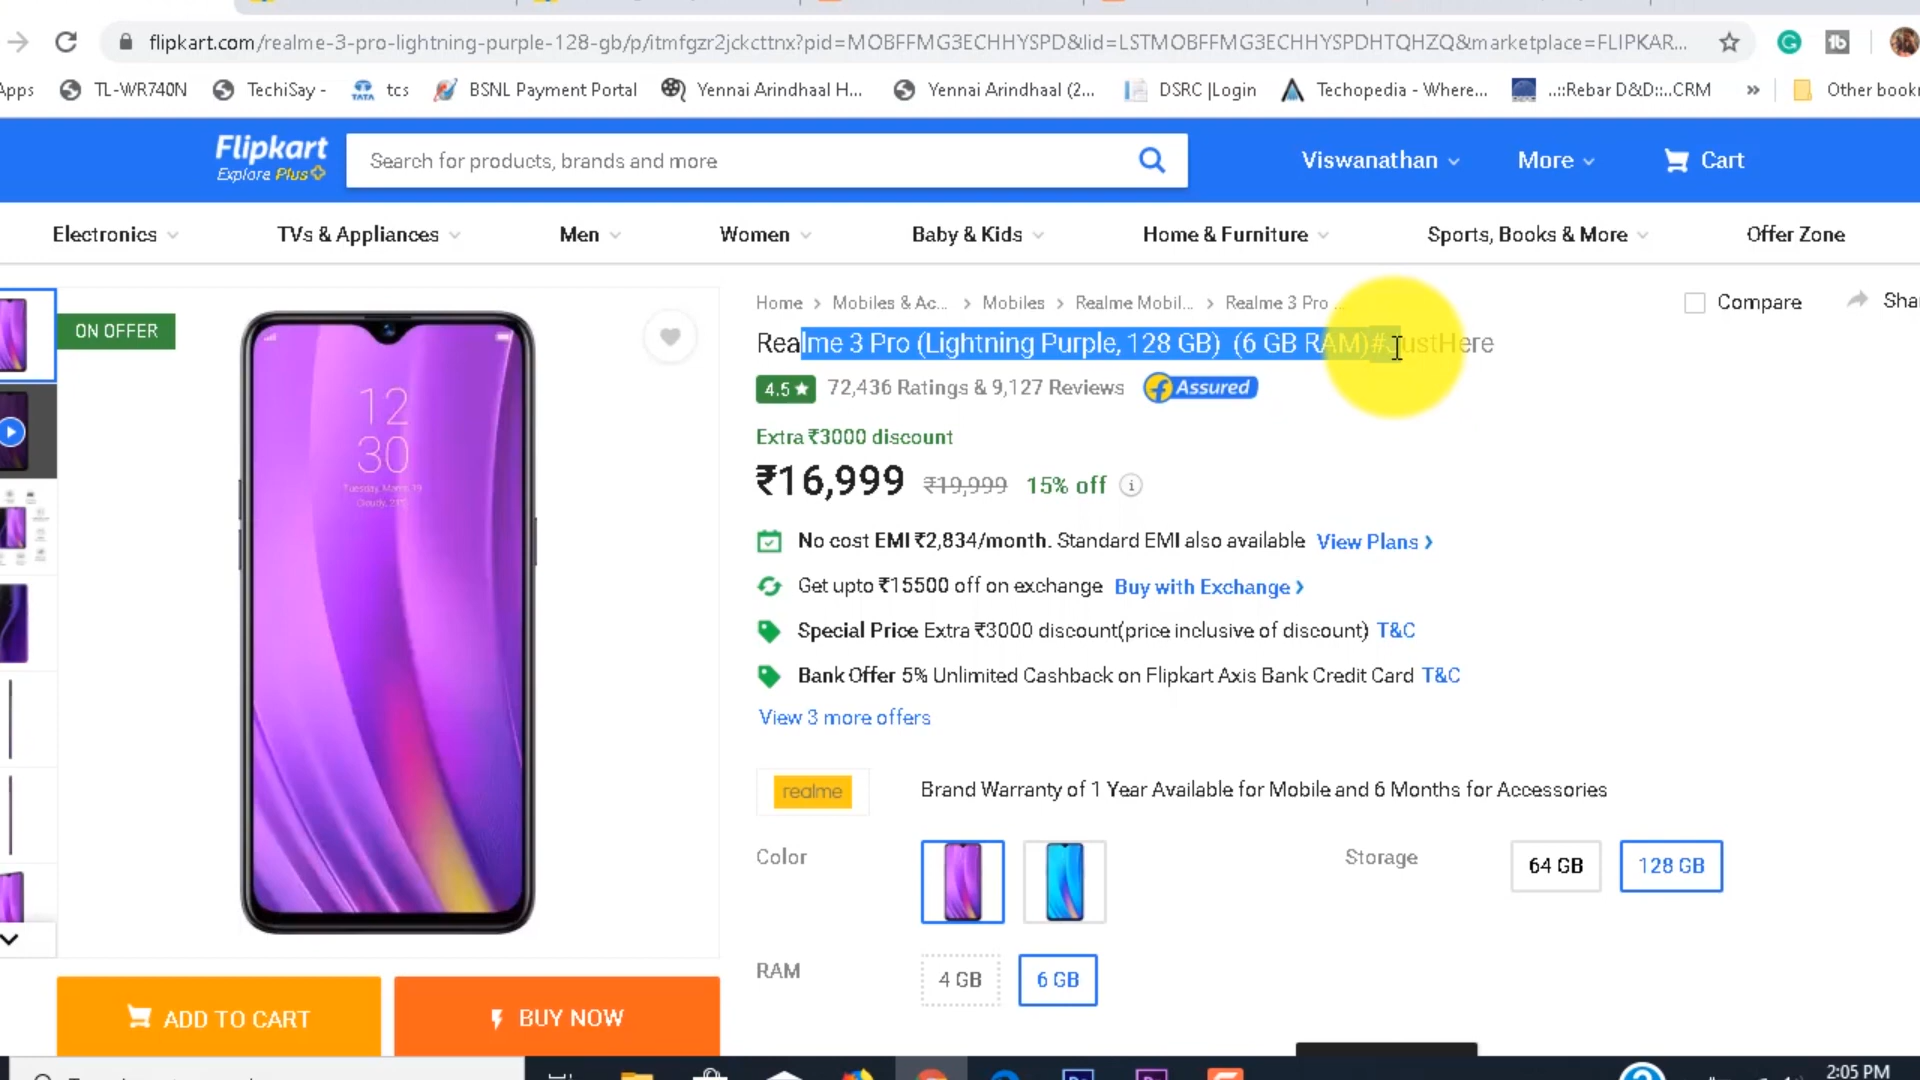 flipkart.com/realme-3-pro-lightning-purple-128-gb/p/itmfgzr2jckcttnx?pid=MOBFFMG3ECHHYSPD&lid=LSTMOBFFMG3ECHHYSPDHTQHZQ&marketplace=FLIPKAR...
Apps TL-WR740N TechiSay - tcs BSNL Payment Portal Yennai Arindhaal H... Yennai Arindhaal (2... DSRC |Login Techopedia - Where... ..::Rebar D&D::..CRM » Other book
Flipkart
Explore Plus
Search for products, brands and more
Viswanathan More Cart
Electronics TVs & Appliances Men Women Baby & Kids Home & Furniture Sports, Books & More Offer Zone
Home > Mobiles & Ac... > Mobiles > Realme Mobil... > Realme 3 Pro ...
Compare Sha
ON OFFER
Realme 3 Pro (Lightning Purple, 128 GB) (6 GB RAM)#JustHere
4.5★ 72,436 Ratings & 9,127 Reviews Assured
Extra ₹3000 discount
₹16,999 ₹19,999 15% off i
No cost EMI ₹2,834/month. Standard EMI also available View Plans >
Get upto ₹15500 off on exchange Buy with Exchange >
Special Price Extra ₹3000 discount(price inclusive of discount) T&C
Bank Offer 5% Unlimited Cashback on Flipkart Axis Bank Credit Card T&C
View 3 more offers
12
30
Tuesday, March 19
realme Brand Warranty of 1 Year Available for Mobile and 6 Months for Accessories
Color Storage 64 GB 128 GB
RAM 4 GB 6 GB
ADD TO CART BUY NOW
2:05 PM